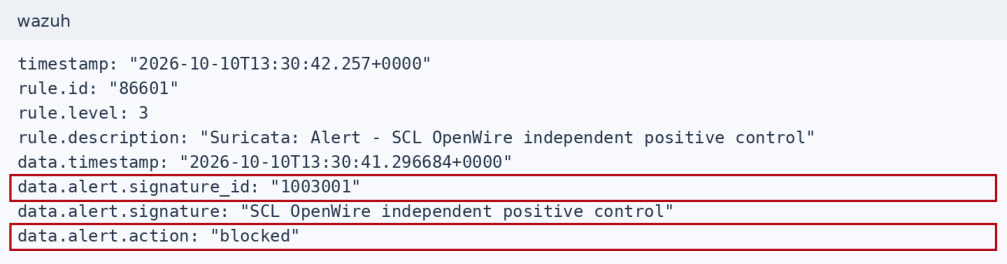 wazuh
timestamp: "2026-10-10T13:30:42.257+0000"
rule.id: "86601"
rule.level: 3
rule.description: "Suricata: Alert - SCL OpenWire independent positive control"
data.timestamp: "2026-10-10T13:30:41.296684+0000"
data.alert.signature_id: "1003001"
data.alert.signature: "SCL OpenWire independent positive control"
data.alert.action: "blocked"